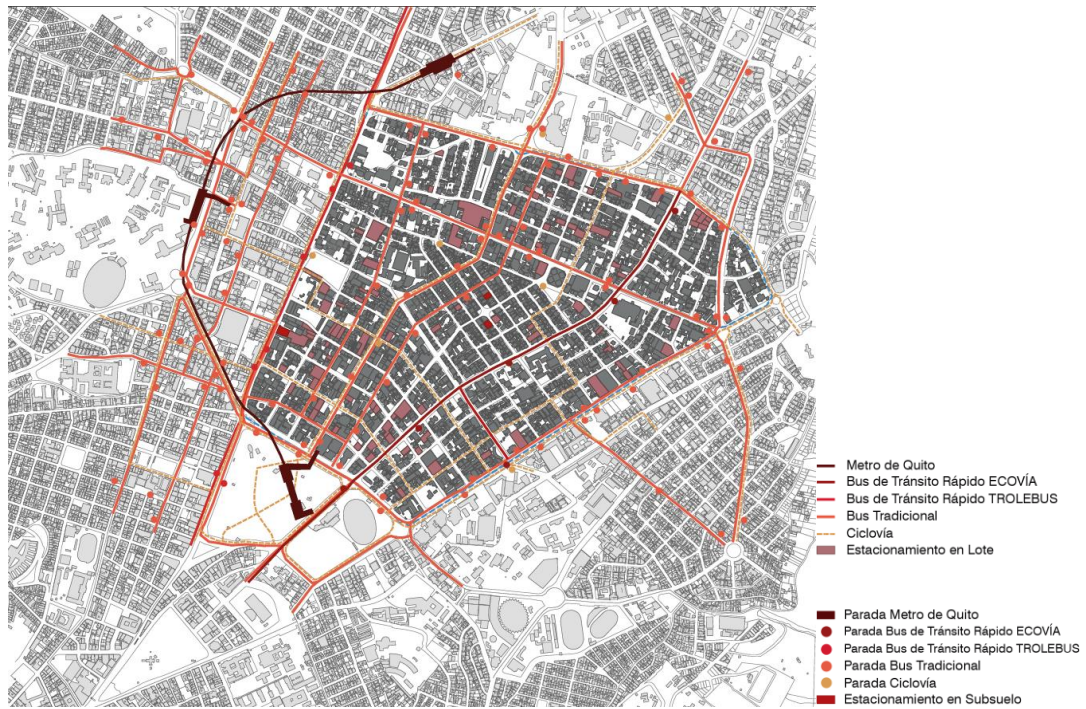 Metro de Quito
Bus de Tránsito Rápido ECOVÍA
Bus de Tránsito Rápido TROLEBUS
Bus Tradicional
Ciclovía
Estacionamiento en Lote
Parada Metro de Quito
Parada Bus de Tránsito Rápido ECOVÍA
Parada Bus de Tránsito Rápido TROLEBUS
Parada Bus Tradicional
Parada Ciclovía
Estacionamiento en Subsuelo